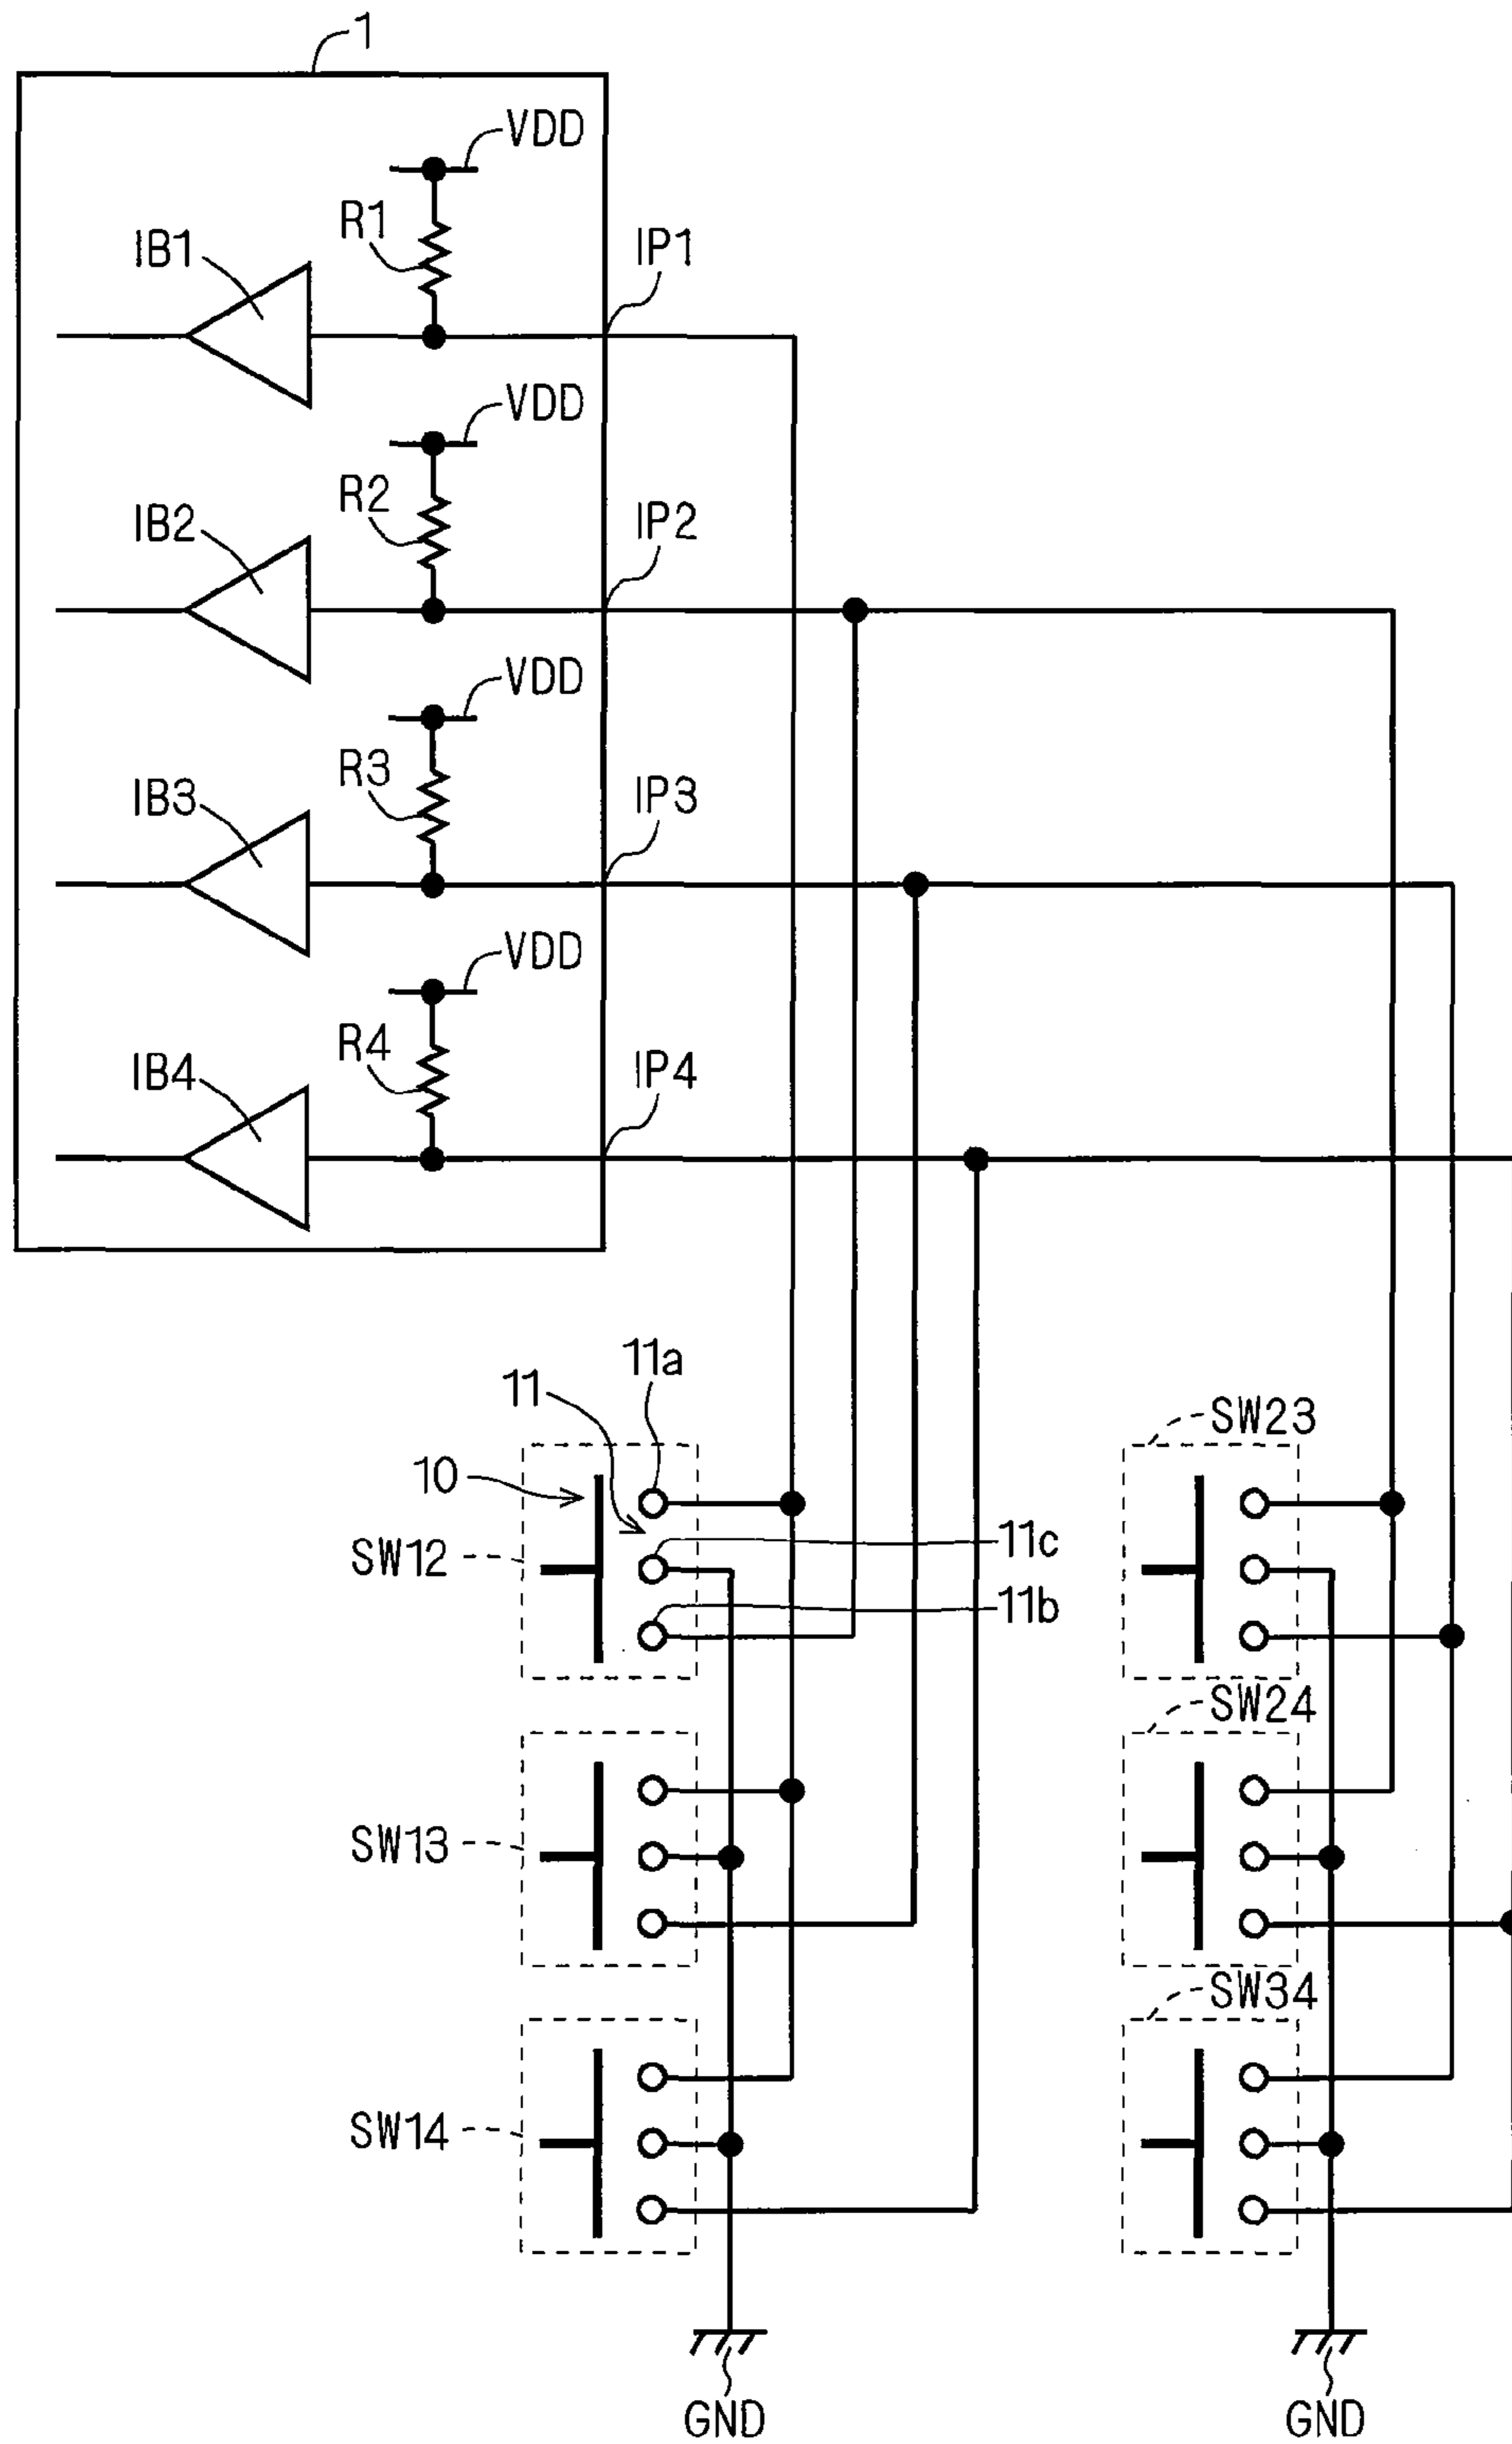 1
VDD
R1
IB1
IP1
VDD
R2
IB2
IP2
VDD
R3
IB3
IP3
VDD
R4
IB4
IP4
11a
11
10
SW12
11c
11b
SW23
SW24
SW13
SW34
SW14
GND
GND